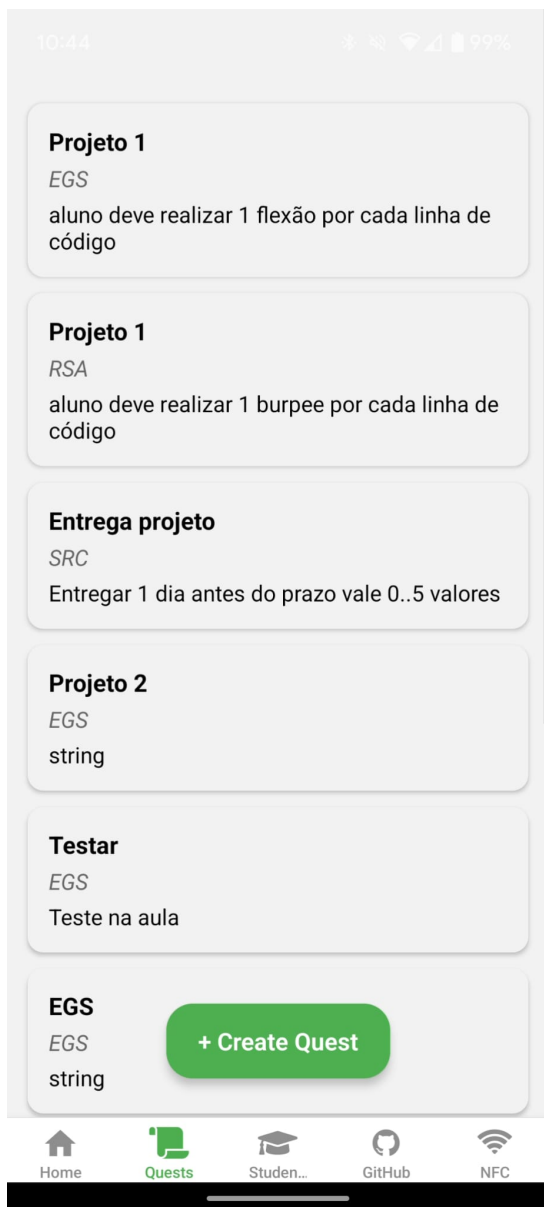 10:44
99%
Projeto 1
EGS
aluno deve realizar 1 flexão por cada linha de
código
Projeto 1
RSA
aluno deve realizar 1 burpee por cada linha de
código
Entrega projeto
SRC
Entregar 1 dia antes do prazo vale 0..5 valores
Projeto 2
EGS
string
Testar
EGS
Teste na aula
EGS
EGS
string
+ Create Quest
Home
Quests
Studen...
GitHub
NFC